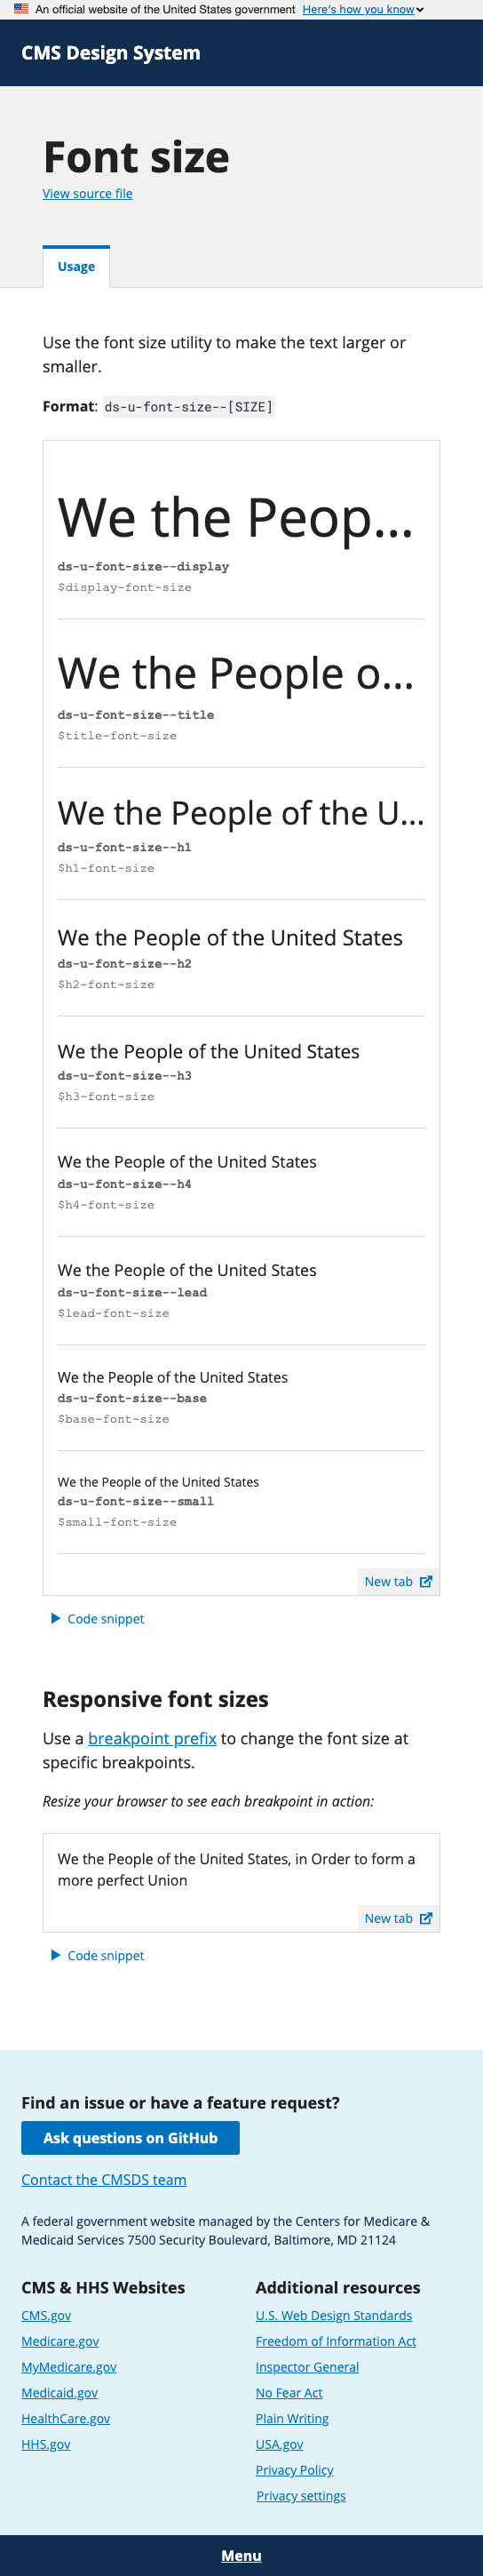 An official website of the United States government Here's how you know
CMS Design System
Font size
View source file
Usage
Use the font size utility to make the text larger or
smaller.
Format: ds-u-font-size--[SIZE]
We the Peop...
ds-u-font-size--display
$display-font-size
We the People o...
ds-u-font-size--title
$title-font-size
We the People of the U...
ds-u-font-size--h1
$h1-font-size
We the People of the United States
ds-u-font-size--h2
$h2-font-size
We the People of the United States
ds-u-font-size--h3
$h3-font-size
We the People of the United States
ds-u-font-size--h4
$h4-font-size
We the People of the United States
ds-u-font-size--lead
$lead-font-size
We the People of the United States
ds-u-font-size--base
$base-font-size
We the People of the United States
ds-u-font-size--small
$small-font-size
New tab
Code snippet
Responsive font sizes
Use a breakpoint prefix to change the font size at
specific breakpoints.
Resize your browser to see each breakpoint in action:
We the People of the United States, in Order to form a
more perfect Union
New tab
Code snippet
Find an issue or have a feature request?
Ask questions on GitHub
Contact the CMSDS team
A federal government website managed by the Centers for Medicare &
Medicaid Services 7500 Security Boulevard, Baltimore, MD 21124
CMS & HHS Websites
CMS.gov
Medicare.gov
MyMedicare.gov
Medicaid.gov
HealthCare.gov
HHS.gov
Additional resources
U.S. Web Design Standards
Freedom of Information Act
Inspector General
No Fear Act
Plain Writing
USA.gov
Privacy Policy
Privacy settings
Menu